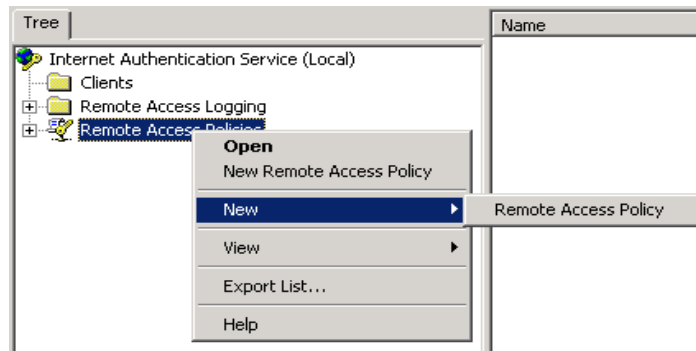 Tree
Name
Internet Authentication Service (Local)
Clients
Remote Access Logging
Remote Access Policies
Open
New Remote Access Policy
New
Remote Access Policy
View
Export List...
Help